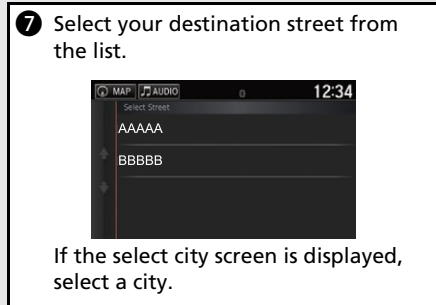 7 Select your destination street from
the list.
MAP AUDIO 0 12:34
Select Street
AAAAA
BBBBB
If the select city screen is displayed,
select a city.